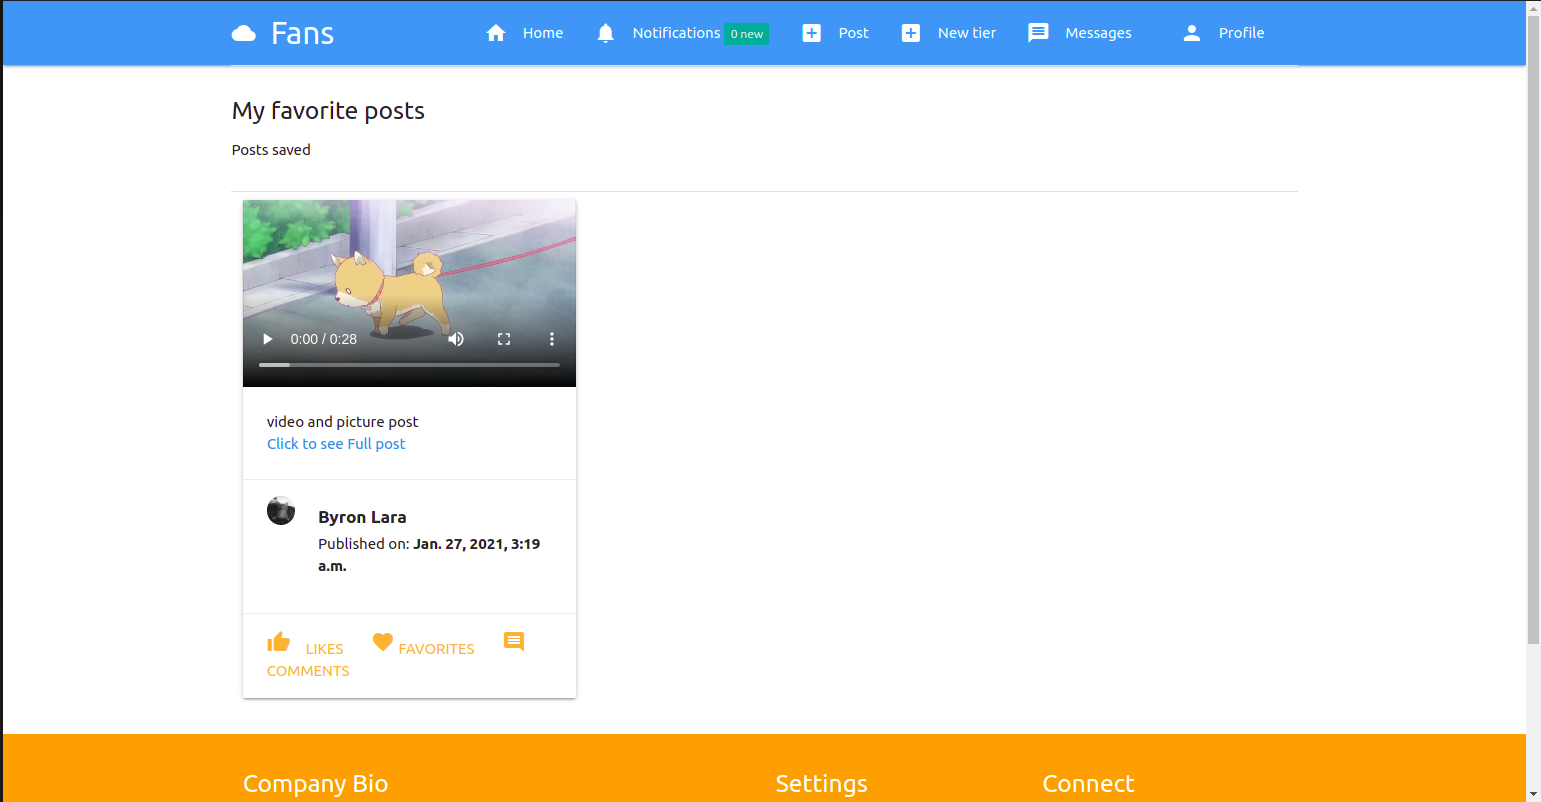 Fans Home Notifications 0 new Post New tier Messages Profile
My favorite posts
Posts saved
0:00 / 0:28
video and picture post
Click to see Full post
Byron Lara
Published on: Jan. 27, 2021, 3:19
a.m.
LIKES FAVORITES
COMMENTS
Company Bio Settings Connect